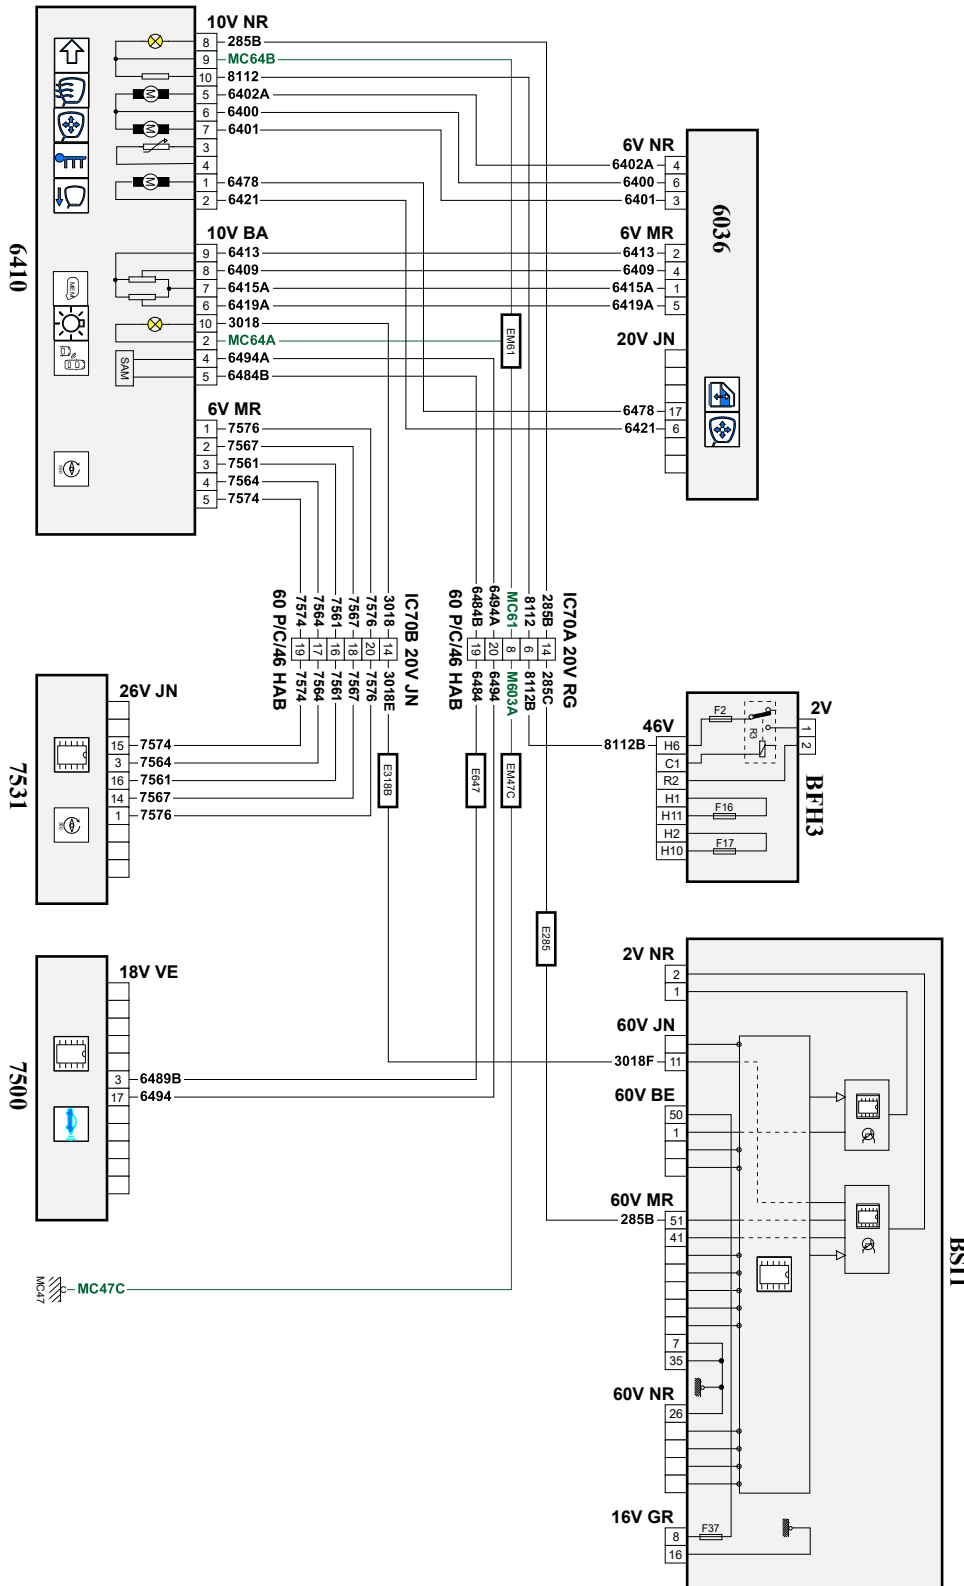 10V NR
8 285B
9 MC64B
10 8112
5 6402A
6 6400
7 6401
3
4
1 6478
2 6421
10V BA
9 6413
8 6409
7 6415A
6 6419A
10 3018
2 MC64A
4 6494A
5 6484B
6V MR
1 7576
2 7567
3 7561
4 7564
5 7574
M
M
M
MEM
SAM
360
6410
6V NR
6402A 4
6400 6
6401 3
6V MR
6413 2
6409 4
6415A 1
6419A 5
20V JN
6478 17
6421 6
6036
EM61
7574 19 7574
7564 17 7564
7561 16 7561
7567 18 7567
7576 20 7576
3018 14 3018E
IC70B 20V JN
60 P/C/46 HAB
6484B 19 6484
6494A 20 6494
MC61 8 M603A
8112 6 8112B
285B 14 285C
IC70A 20V RG
60 P/C/46 HAB
E318B
E647
EM47C
E285
26V JN
15 7574
3 7564
16 7561
14 7567
1 7576
360
7531
18V VE
3 6489B
17 6494
7500
MC47
MC47C
2V
1
2
46V
8112B H6
C1
R2
H1
H11
H2
H10
F2
R3
F16
F17
BFH3
2V NR
2
1
60V JN
3018F 11
60V BE
50
1
60V MR
285B 51
41
7
35
60V NR
26
16V GR
8
16
F37
BSI1